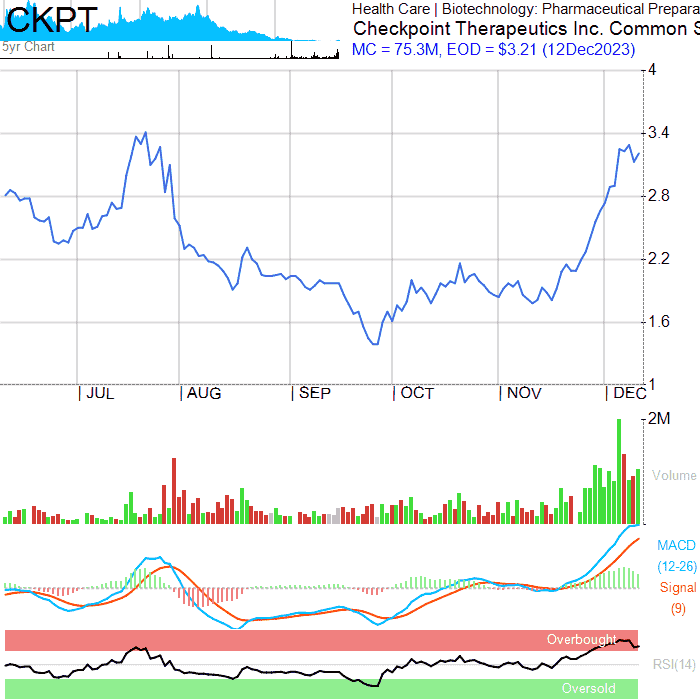 CKPT
5yr Chart
Health Care | Biotechnology: Pharmaceutical Prepara
Checkpoint Therapeutics Inc. Common S
MC = 75.3M, EOD = $3.21 (12Dec2023)
4
3.4
2.8
2.2
1.6
1
JUL AUG SEP OCT NOV DEC
2M
Volume
MACD
(12-26)
Signal
(9)
Overbought
RSI(14)
Oversold